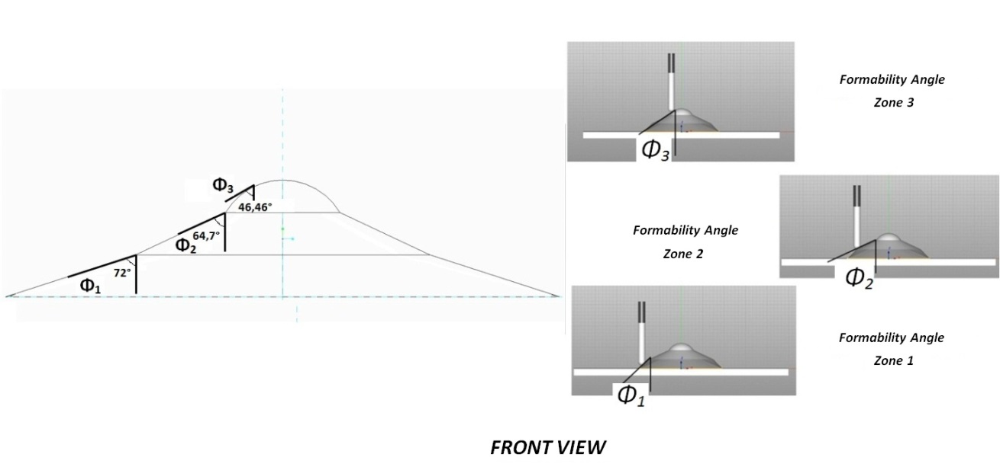 Φ3
46,46°
64,7°
Φ2
72°
Φ1
Φ3
Formability Angle
Zone 3
Formability Angle
Zone 2
Φ2
Φ1
Formability Angle
Zone 1
FRONT VIEW